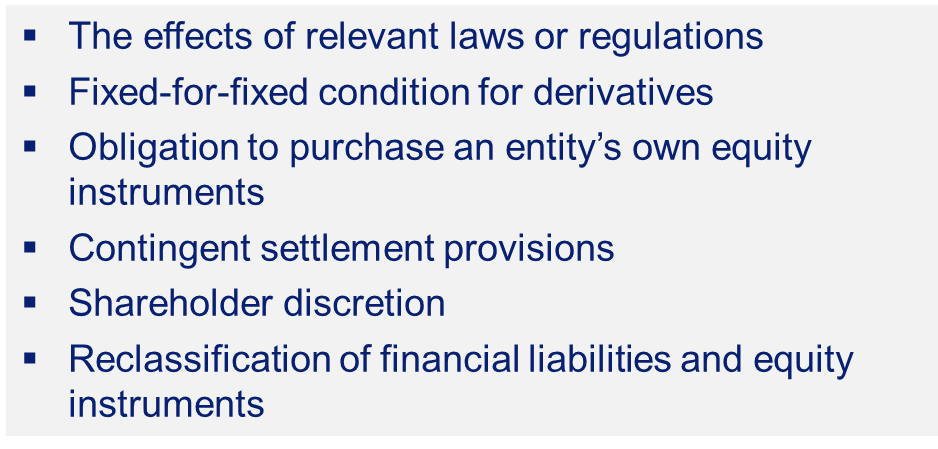 ▪ The effects of relevant laws or regulations
▪ Fixed-for-fixed condition for derivatives
▪ Obligation to purchase an entity’s own equity
instruments
▪ Contingent settlement provisions
▪ Shareholder discretion
▪ Reclassification of financial liabilities and equity
instruments